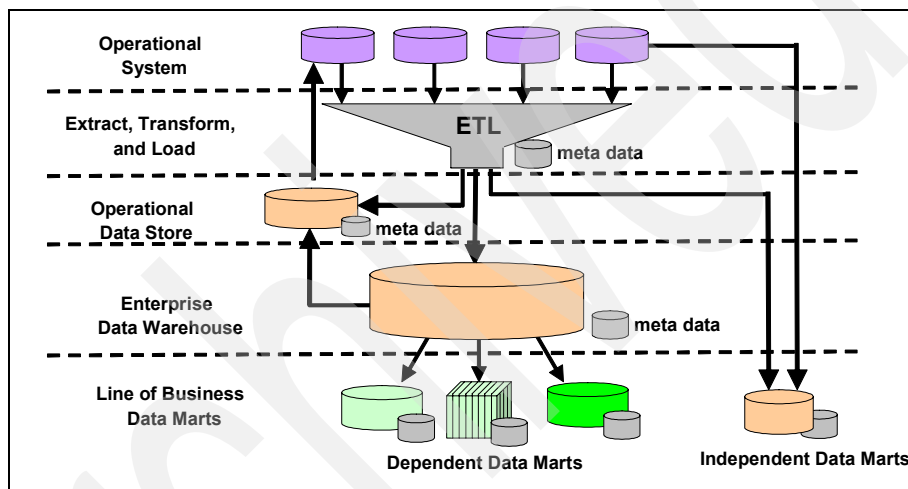 Operational
System
Extract, Transform,
and Load
ETL
meta data
Operational
Data Store
meta data
Enterprise
Data Warehouse
meta data
Line of Business
Data Marts
Dependent Data Marts
Independent Data Marts